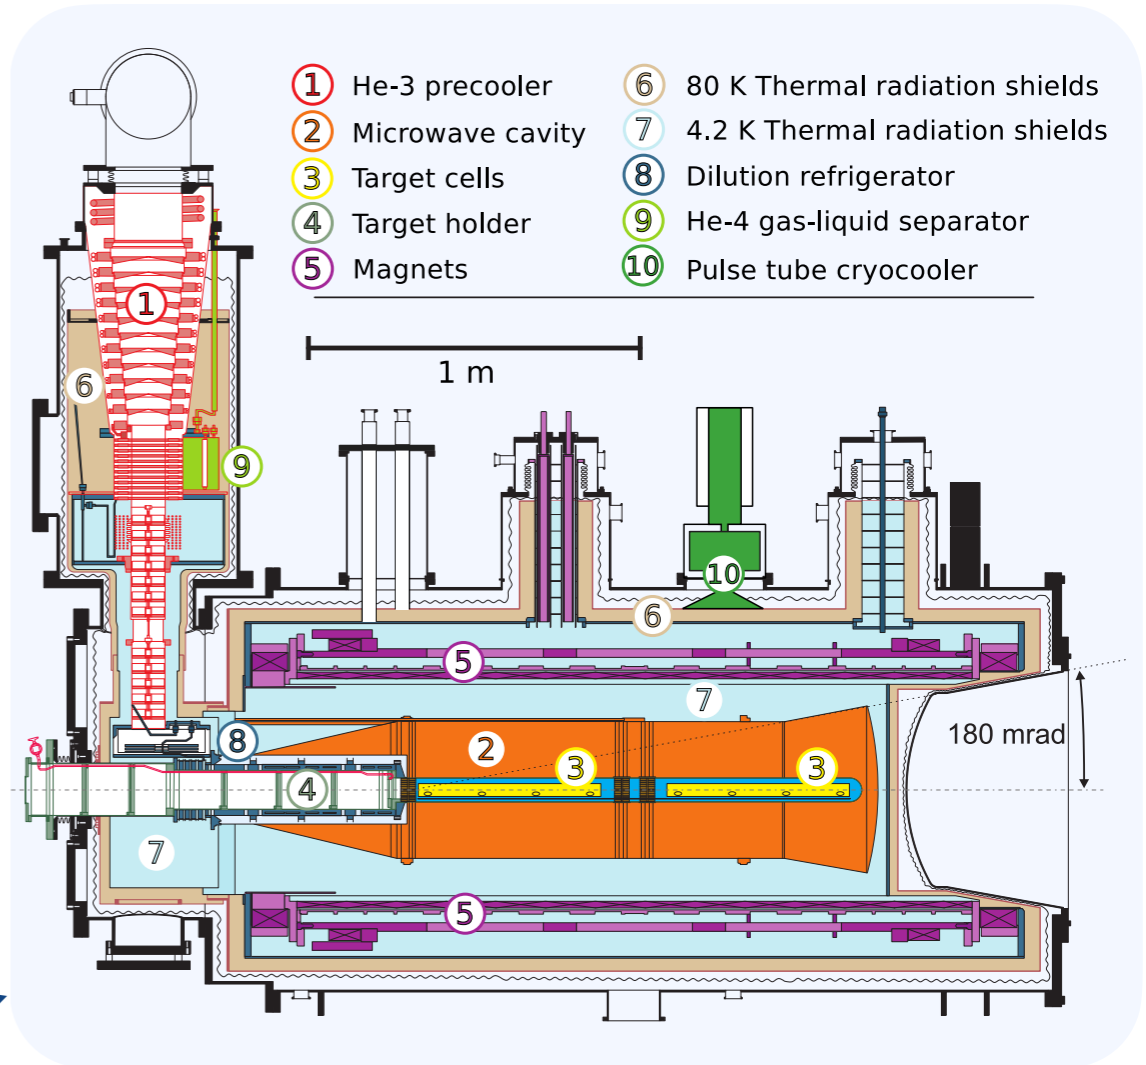 1 He-3 precooler
2 Microwave cavity
3 Target cells
4 Target holder
5 Magnets
6 80 K Thermal radiation shields
7 4.2 K Thermal radiation shields
8 Dilution refrigerator
9 He-4 gas-liquid separator
10 Pulse tube cryocooler
1
1 m
6
9
10
6
5
7
180 mrad
8
2
3
3
4
7
5